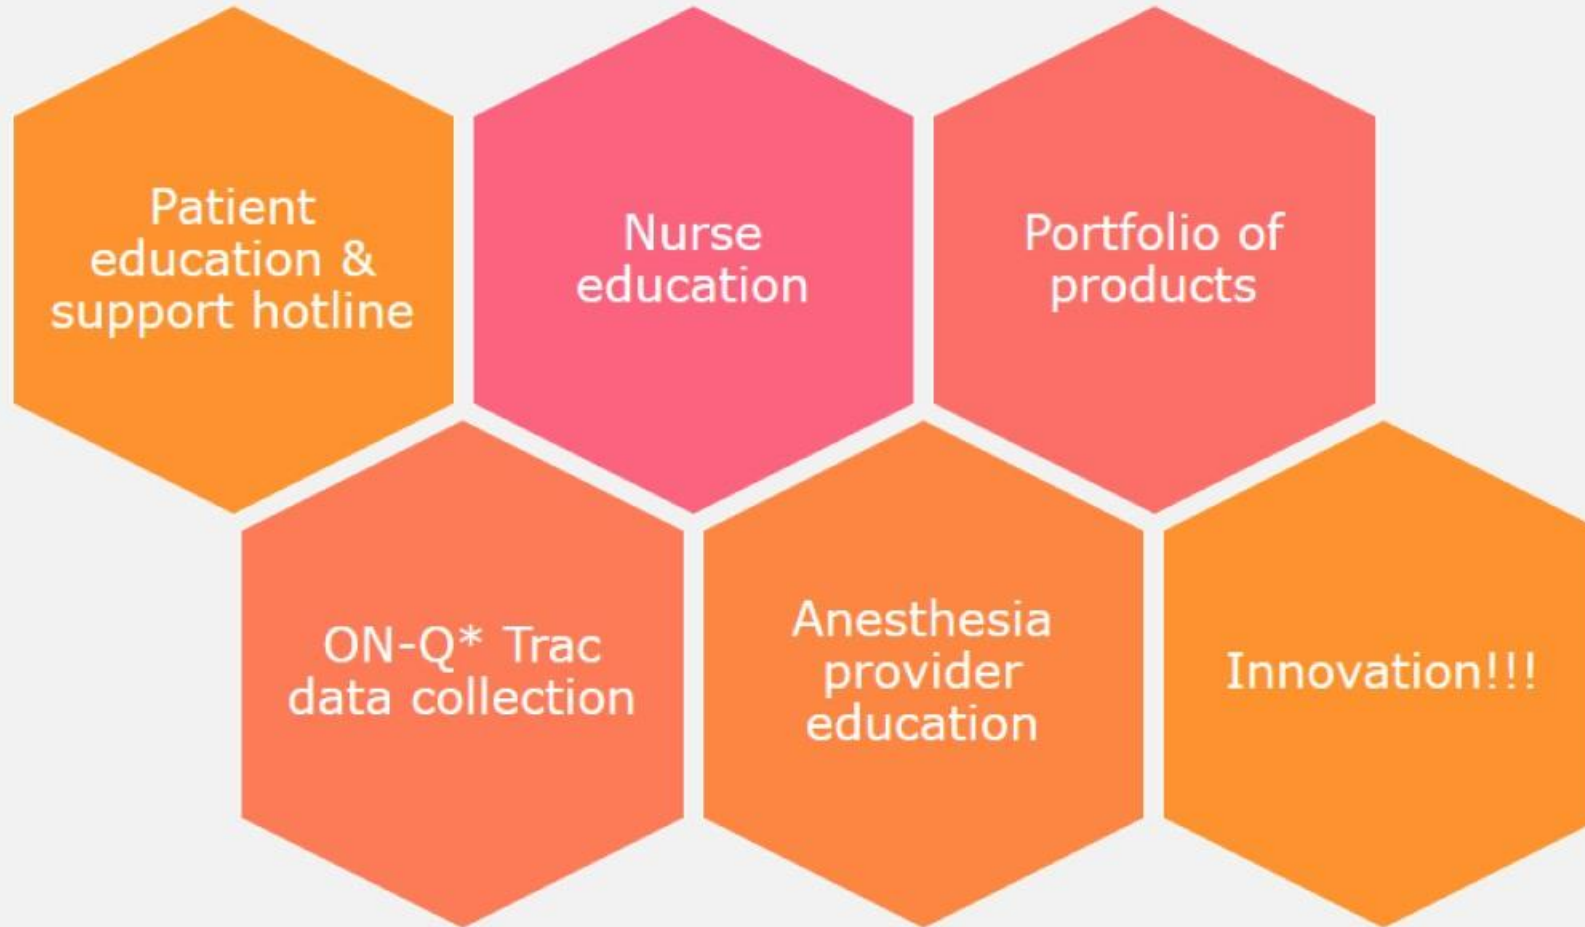 Patient
education &
support hotline
Nurse
education
Portfolio of
products
ON-Q* Trac
data collection
Anesthesia
provider
education
Innovation!!!